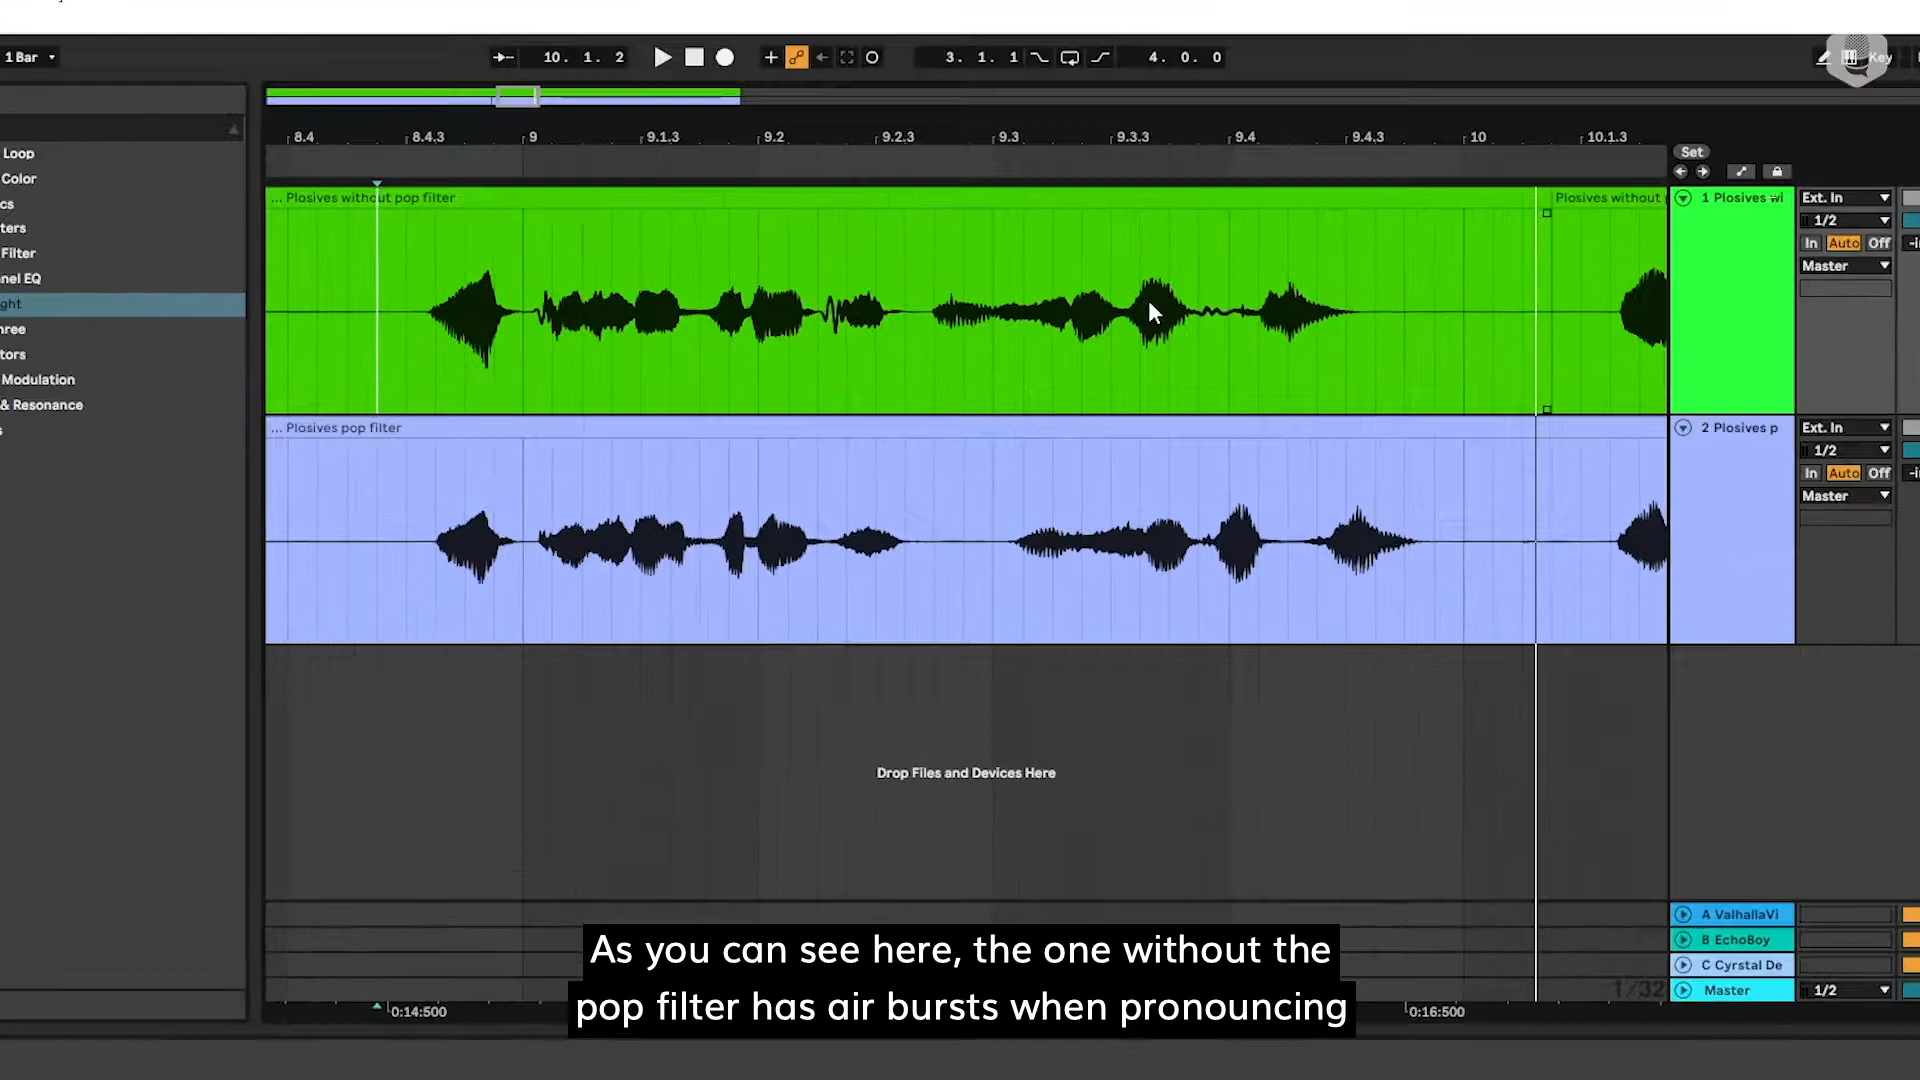 1 Bar
10. 1. 2
3. 1. 1
4. 0. 0
Key
8.4
8.4.3
9
9.1.3
9.2
9.2.3
9.3
9.3.3
9.4
9.4.3
10
10.1.3
Loop
Color
cs
ters
Filter
nel EQ
ght
hree
tors
Modulation
& Resonance
s
Set
... Plosives without pop filter
Plosives without
1 Plosives wi
Ext. In
1/2
In Auto Off
Master
... Plosives pop filter
2 Plosives p
Ext. In
1/2
In Auto Off
Master
Drop Files and Devices Here
A ValhallaVi
B EchoBoy
C Cyrstal De
1/32
Master
1/2
0:14:500
0:16:500
As you can see here, the one without the
pop filter has air bursts when pronouncing